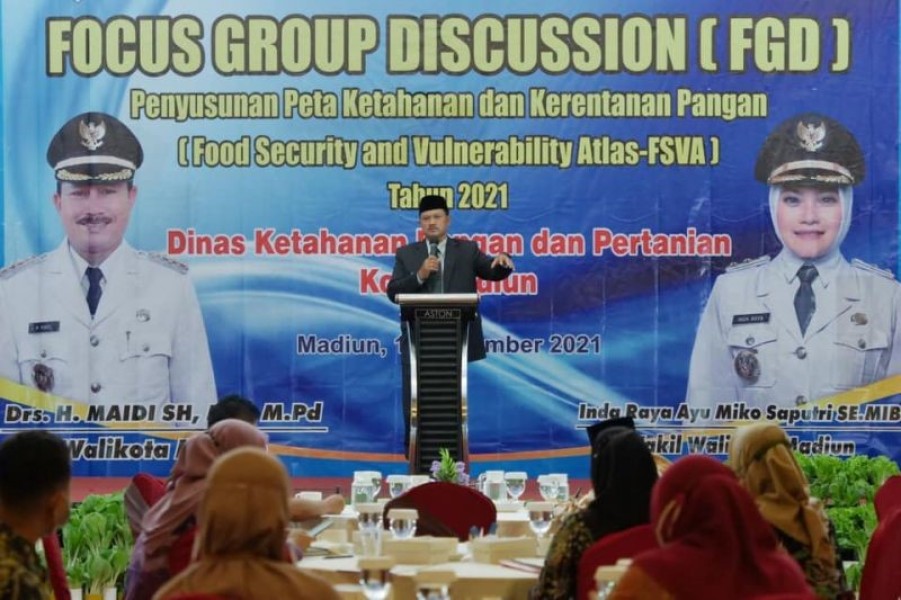 FOCUS GROUP DISCUSSION ( FGD )
Penyusunan Peta Ketahanan dan Kerentanan Pangan
( Food Security and Vulnerability Atlas-FSVA )
Tahun 2021
Dinas Ketahanan dan Pertanian
Madiun, 2021
ASTON
Drs. H. MAIDI SH, M.Pd
Walikota
Inda Raya Ayu Miko Saputri SE.MIB
Madiun